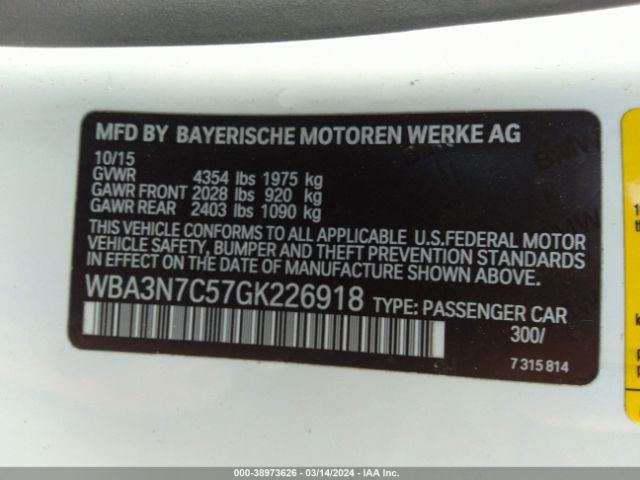 MFD BY BAYERISCHE MOTOREN WERKE AG
10/15
GVWR 4354 lbs 1975 kg
GAWR FRONT 2028 lbs 920 kg
GAWR REAR 2403 lbs 1090 kg
THIS VEHICLE CONFORMS TO ALL APPLICABLE U.S.FEDERAL MOTOR
VEHICLE SAFETY, BUMPER AND THEFT PREVENTION STANDARDS
IN EFFECT ON THE DATE OF MANUFACTURE SHOWN ABOVE.
WBA3N7C57GK226918 TYPE: PASSENGER CAR
300/
7 315 814
000 - 38973626 - 03/14/2024 - IAA Inc.